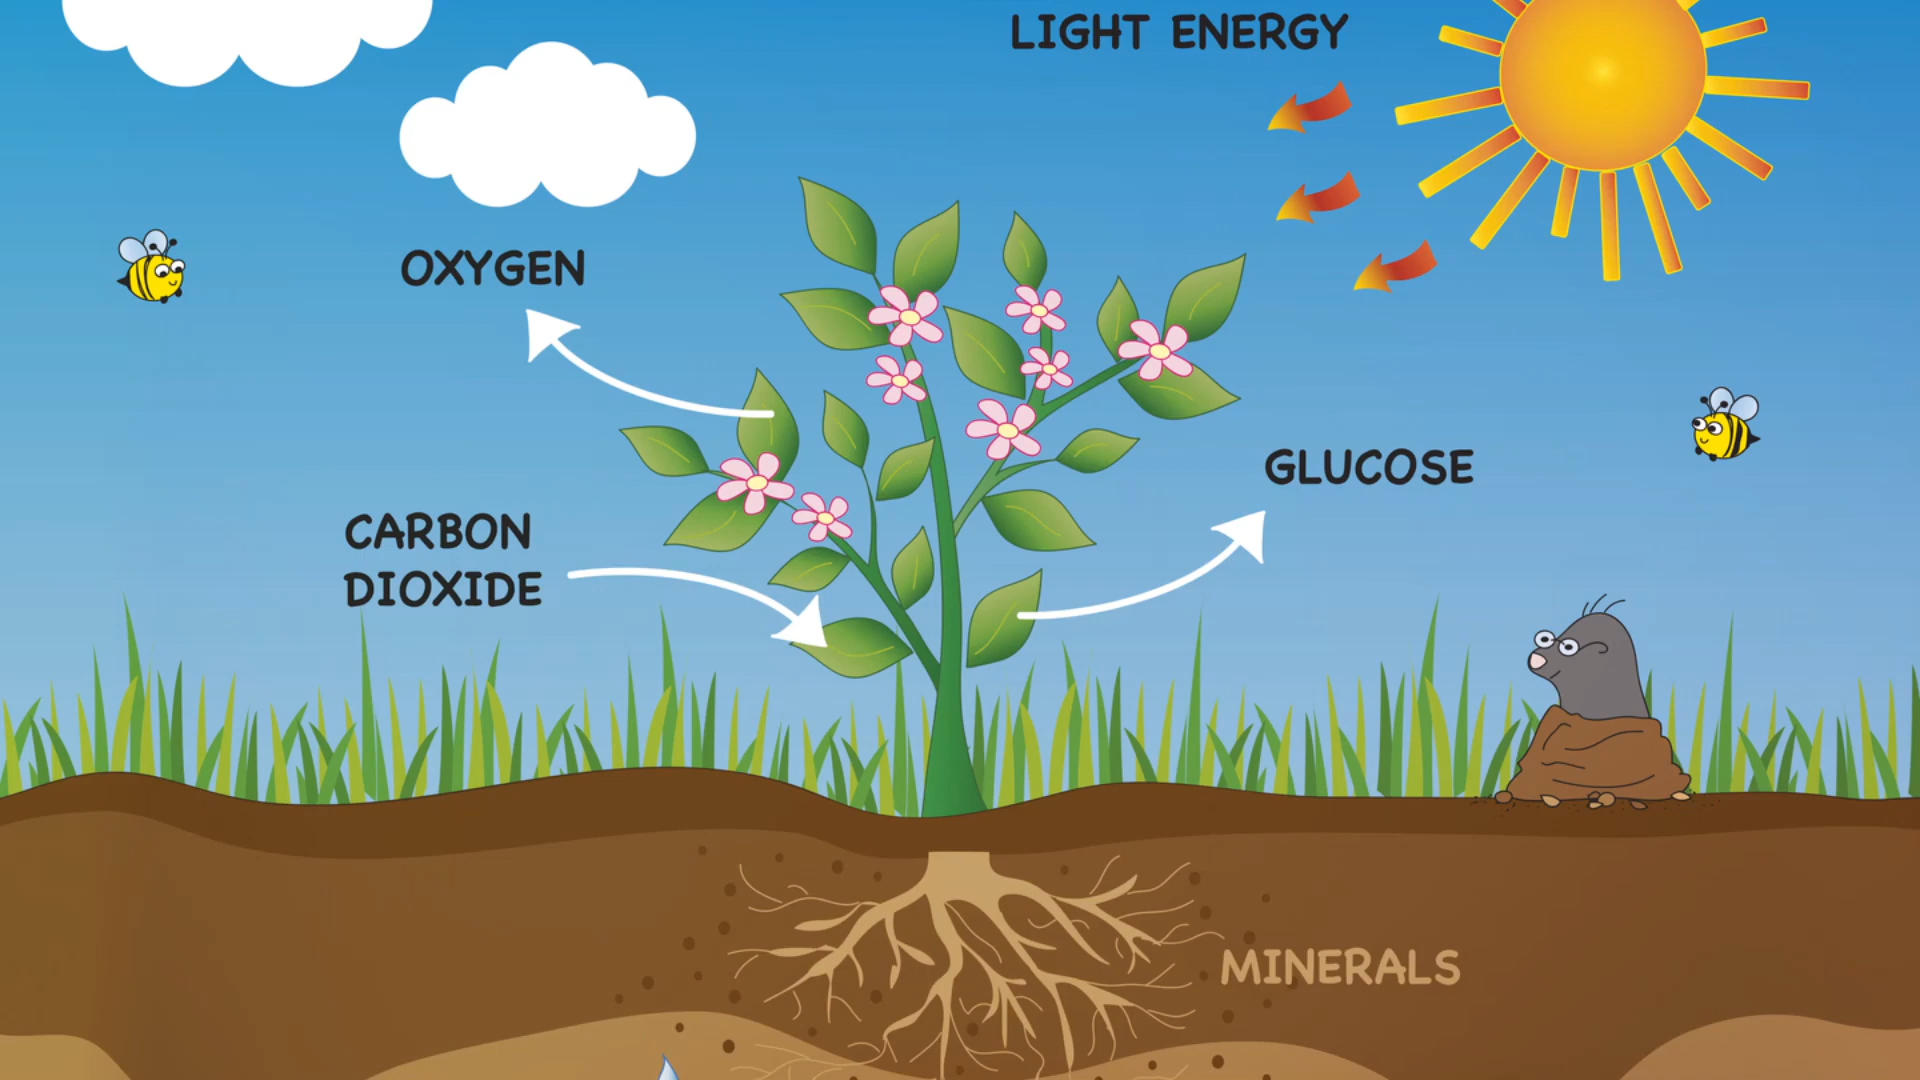 LIGHT ENERGY
OXYGEN
GLUCOSE
CARBON
DIOXIDE
MINERALS